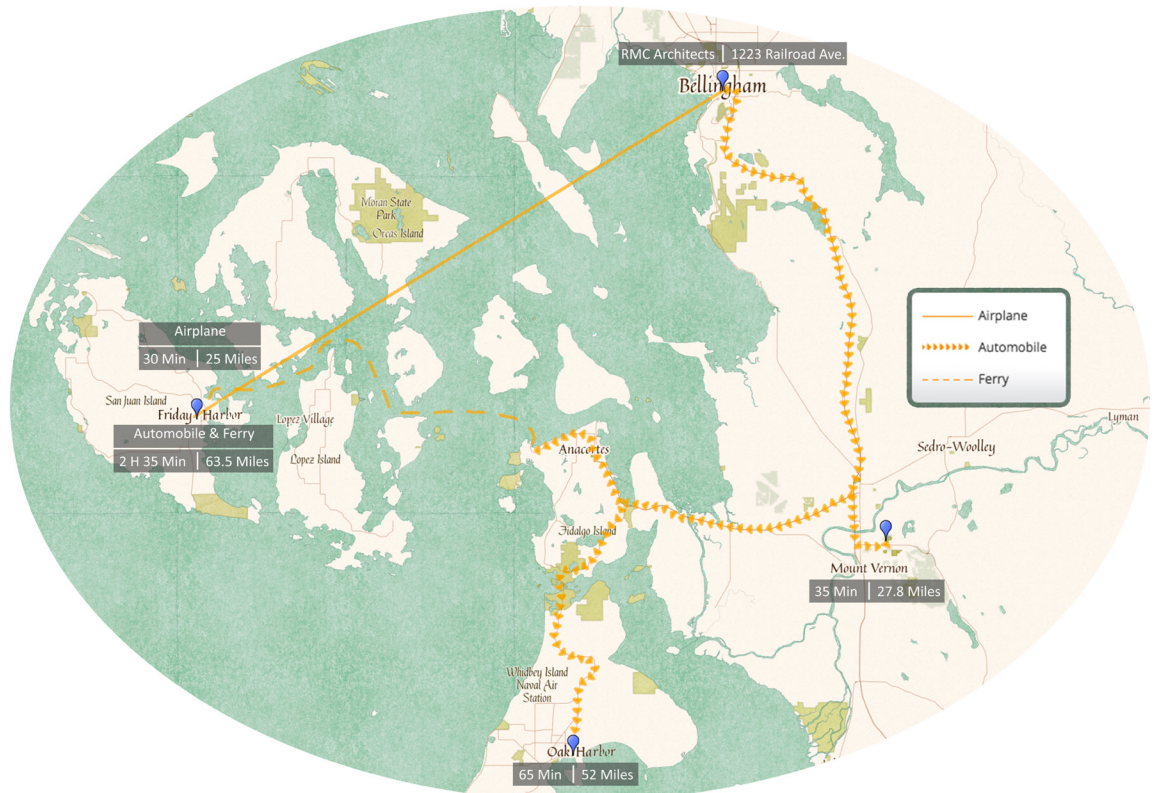 RMC Architects | 1223 Railroad Ave.
Bellingham
Moran State
Park
Orcas Island
Airplane
Automobile
Ferry
Airplane
30 Min | 25 Miles
San Juan Island
Friday Harbor
Automobile & Ferry
2 H 35 Min | 63.5 Miles
Lopez Village
Lopez Island
Anacortes
Lyman
Sedro-Woolley
Fidalgo Island
Mount Vernon
35 Min | 27.8 Miles
Whidbey Island
Naval Air
Station
Oak Harbor
65 Min | 52 Miles